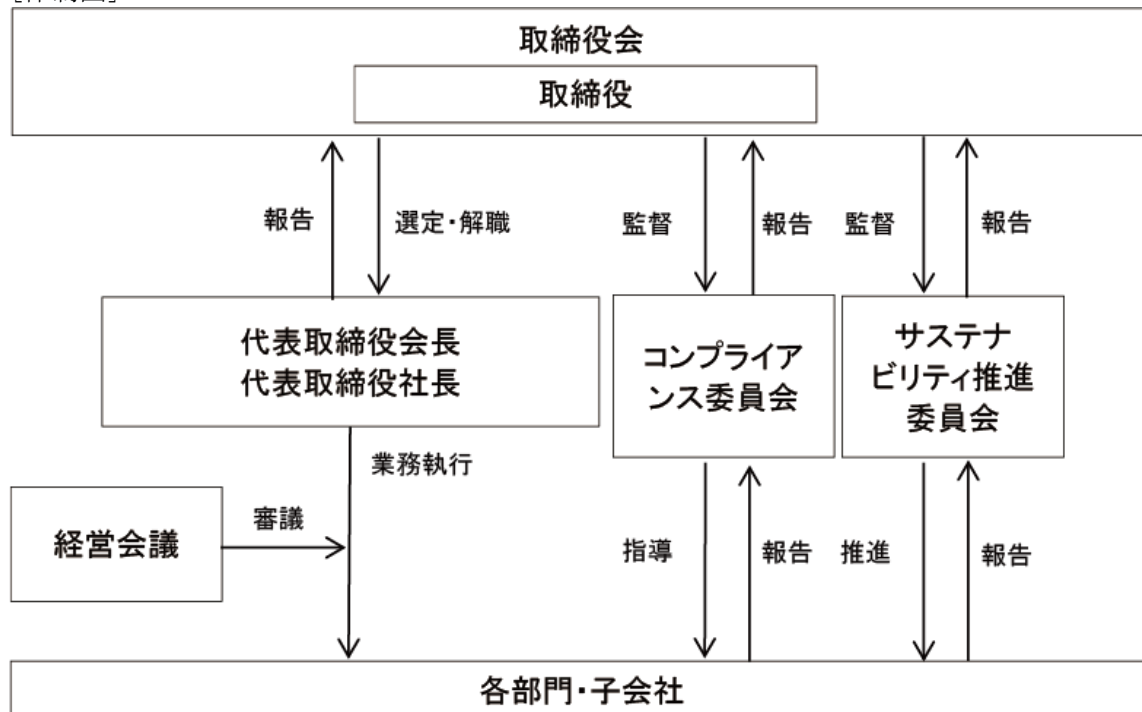 取締役会
取締役
報告
選定・解職
監督
報告
監督
報告
代表取締役会長
代表取締役社長
コンプライア
ンス委員会
サステナ
ビリティ推進
委員会
業務執行
経営会議
審議
指導
報告
推進
報告
各部門・子会社